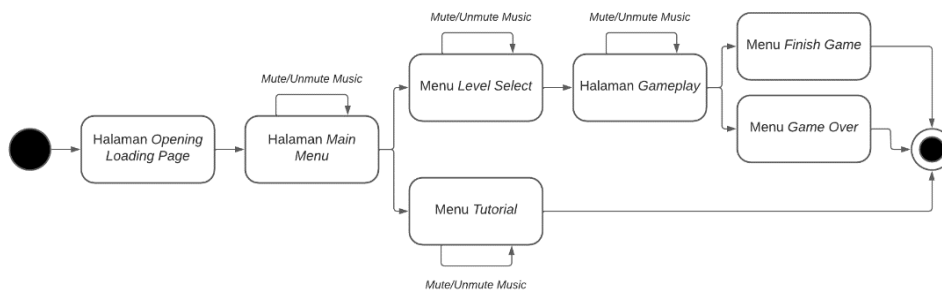 Mute/Unmute Music
Mute/Unmute Music
Menu Finish Game
Mute/Unmute Music
Menu Level Select
Halaman Gameplay
Halaman Opening
Loading Page
Halaman Main
Menu
Menu Game Over
Menu Tutorial
Mute/Unmute Music